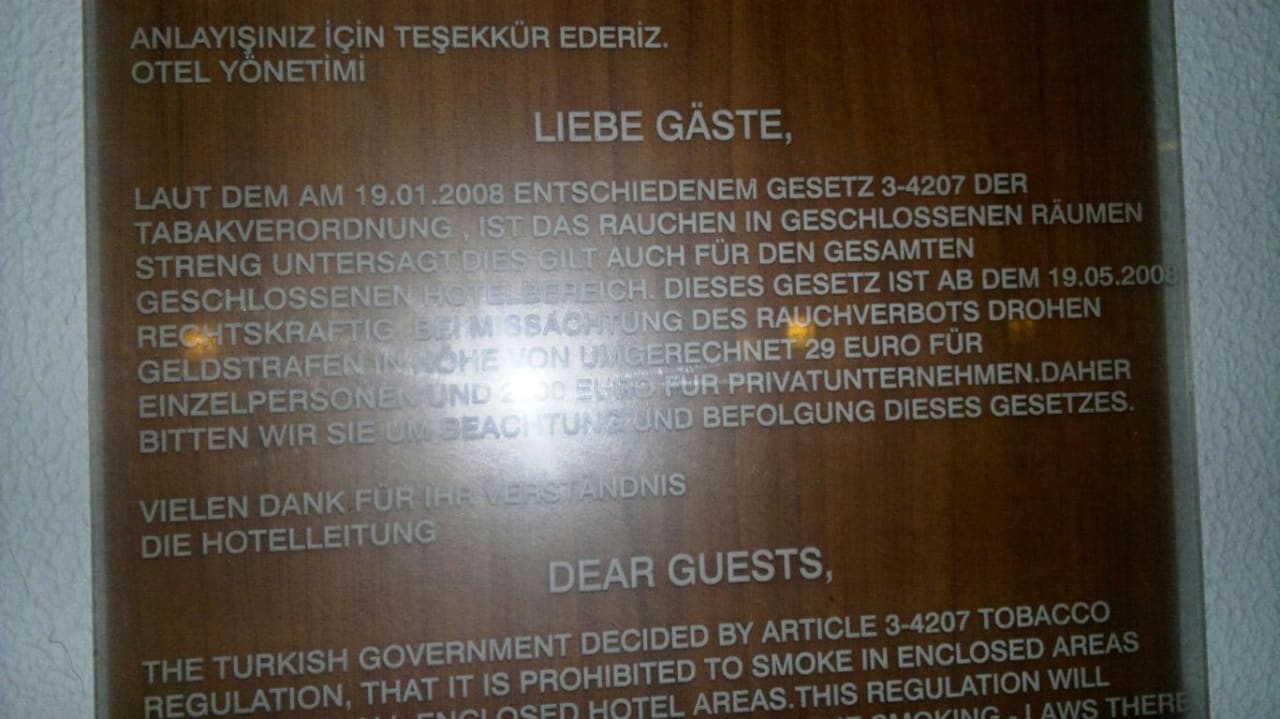 ANLAYIŞINIZ İÇİN TEŞEKKÜR EDERİZ.
OTEL YÖNETİMİ
LIEBE GÄSTE,
LAUT DEM AM 19.01.2008 ENTSCHIEDENEM GESETZ 3-4207 DER
TABAKVERORDNUNG , IST DAS RAUCHEN IN GESCHLOSSENEN RÄUMEN
STRENG UNTERSAGT.DIES GILT AUCH FÜR DEN GESAMTEN
GESCHLOSSENEN HOTELBEREICH. DIESES GESETZ IST AB DEM 19.05.2008
RECHTSKRAFTIG. BEI MISSACHTUNG DES RAUCHVERBOTS DROHEN
GELDSTRAFEN IN HÖHE VON UMGERECHNET 29 EURO FÜR
EINZELPERSONEN UND EURO FÜR PRIVATUNTERNEHMEN.DAHER
BITTEN WIR SIE UM BEACHTUNG UND BEFOLGUNG DIESES GESETZES.
VIELEN DANK FÜR IHR VERSTÄNDNIS
DIE HOTELLEITUNG
DEAR GUESTS,
THE TURKISH GOVERNMENT DECIDED BY ARTICLE 3-4207 TOBACCO
REGULATION, THAT IT IS PROHIBITED TO SMOKE IN ENCLOSED AREAS
ENCLOSED HOTEL AREAS.THIS REGULATION WILL
SMOKING - LAWS THERE